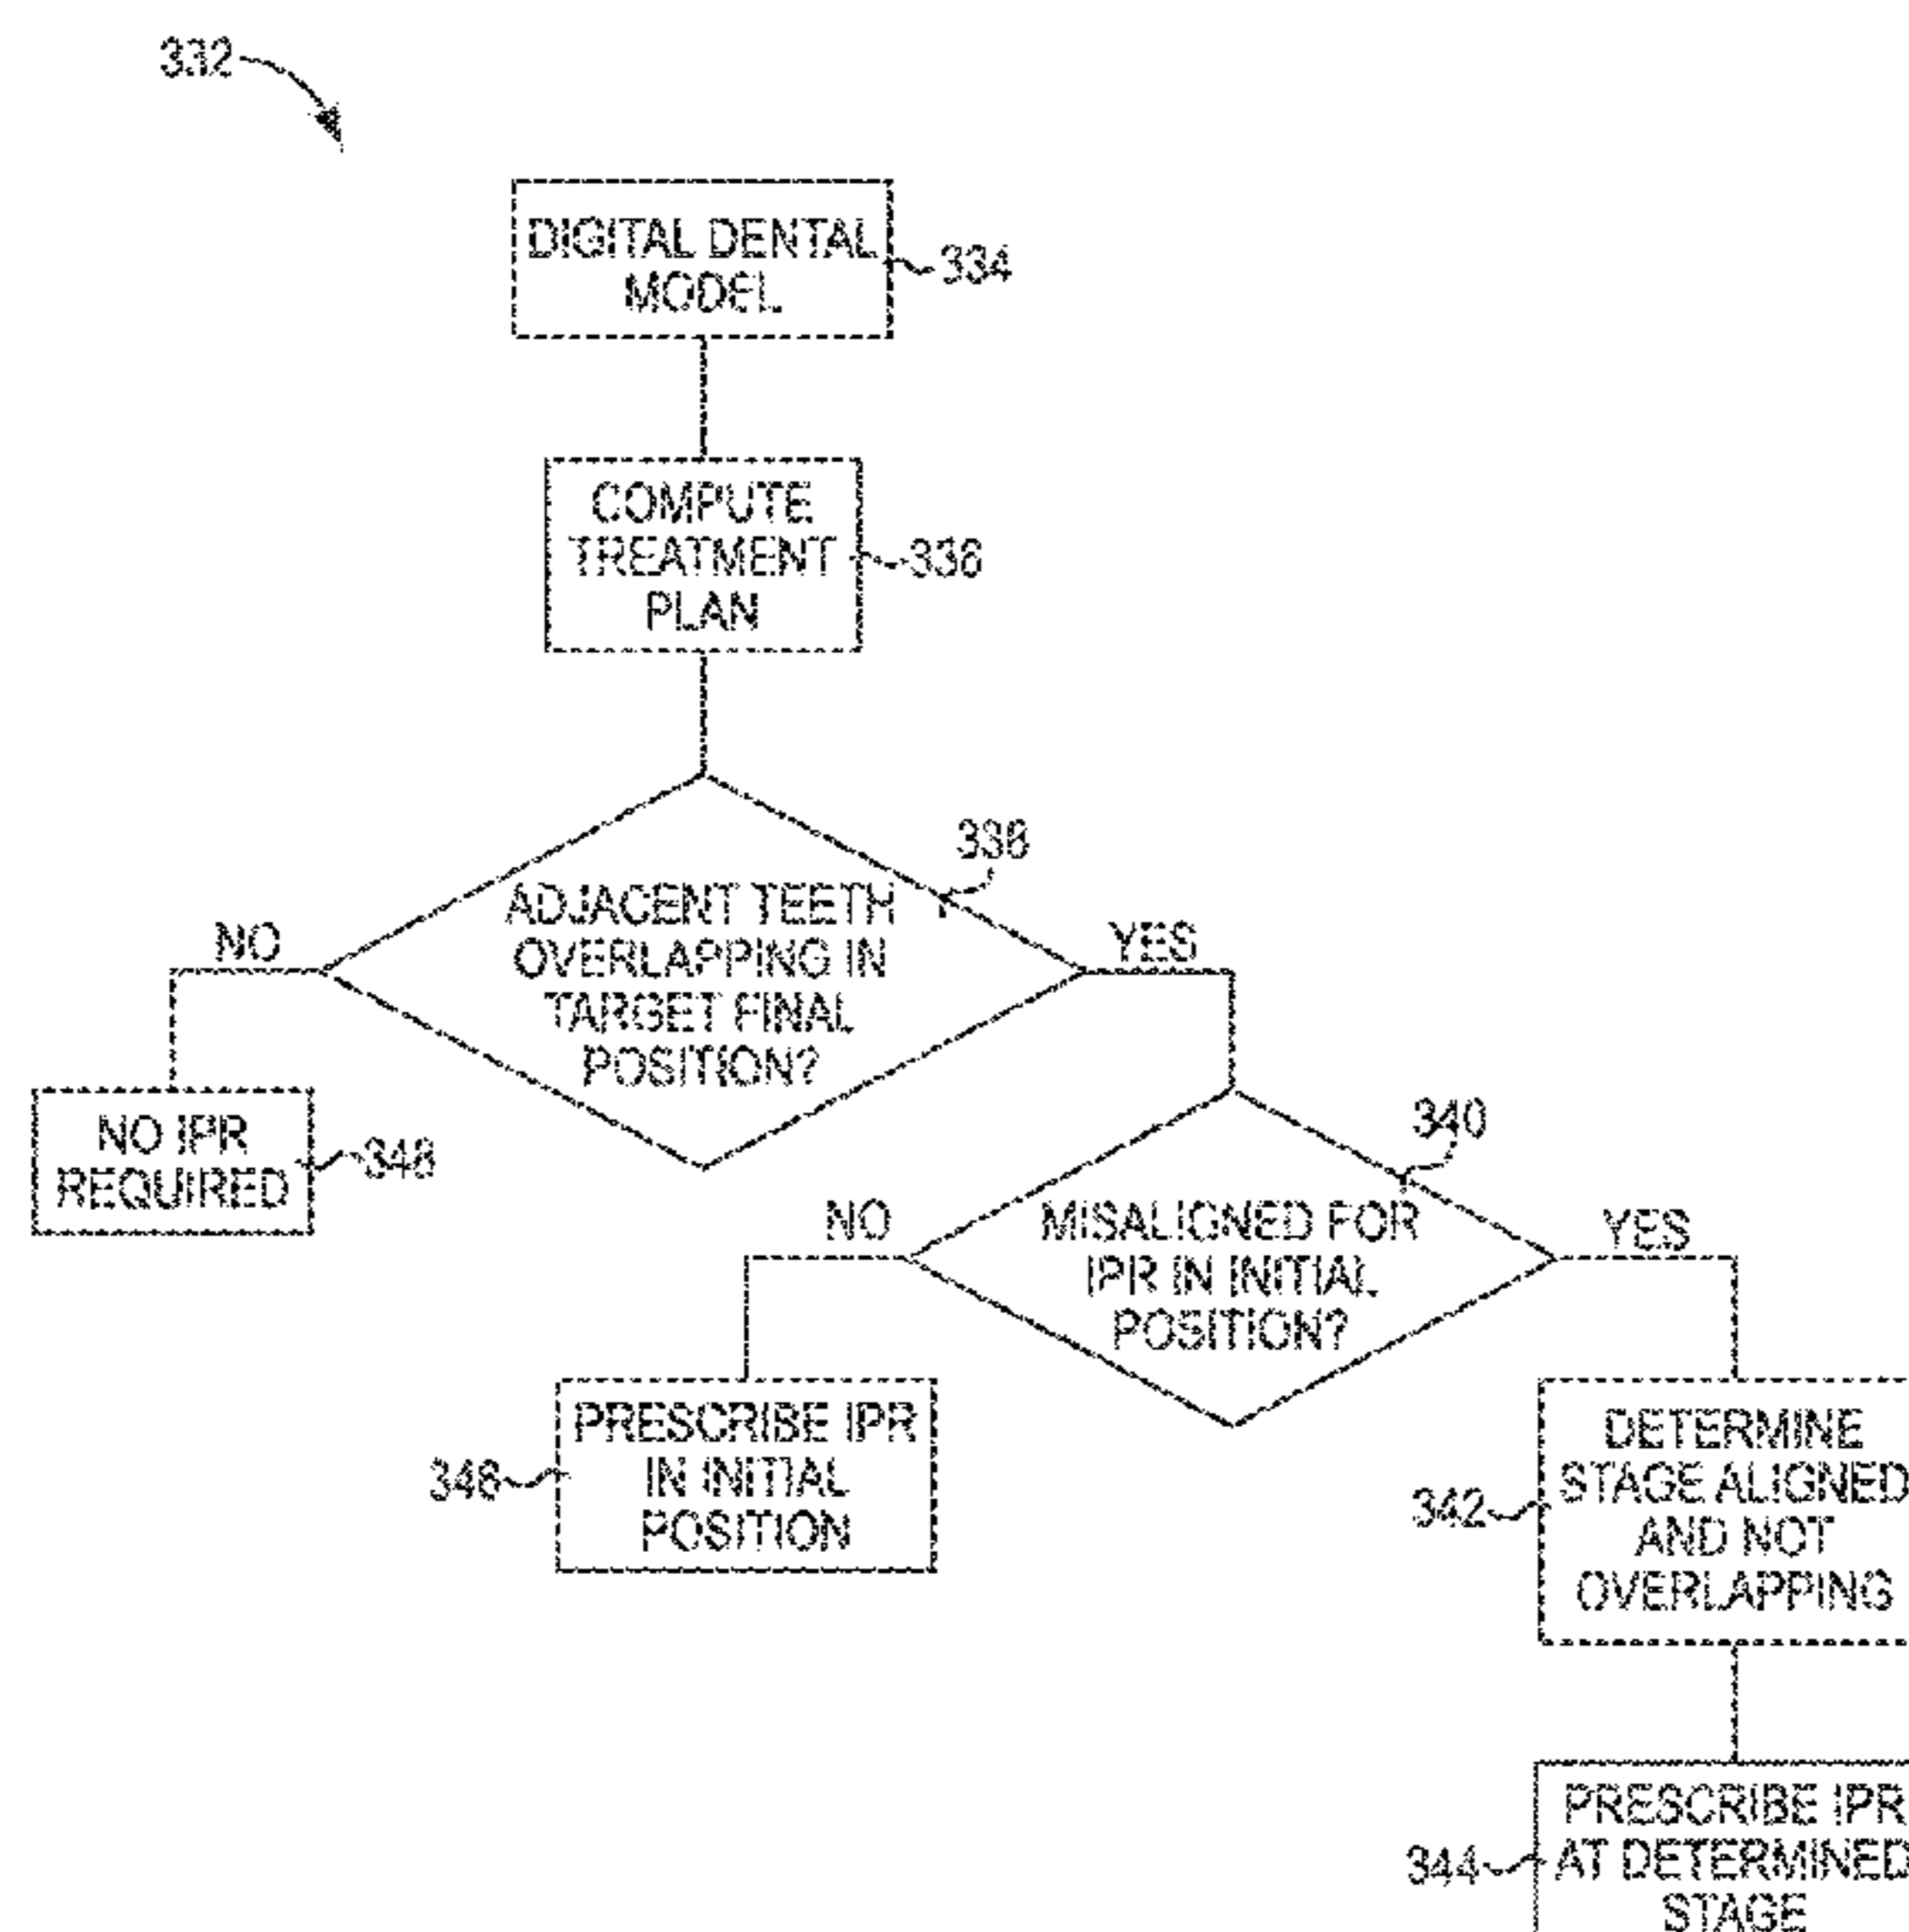 332
DIGITAL DENTAL
MODEL
334
COMPUTE
TREATMENT
PLAN
336
338
ADJACENT TEETH
OVERLAPPING IN
TARGET FINAL
POSITION?
NO
YES
NO IPR
REQUIRED
348
340
MISALIGNED FOR
IPR IN INITIAL
POSITION?
NO
YES
PRESCRIBE IPR
IN INITIAL
POSITION
346
DETERMINE
STAGE ALIGNED
AND NOT
OVERLAPPING
342
PRESCRIBE IPR
AT DETERMINED
STAGE
344